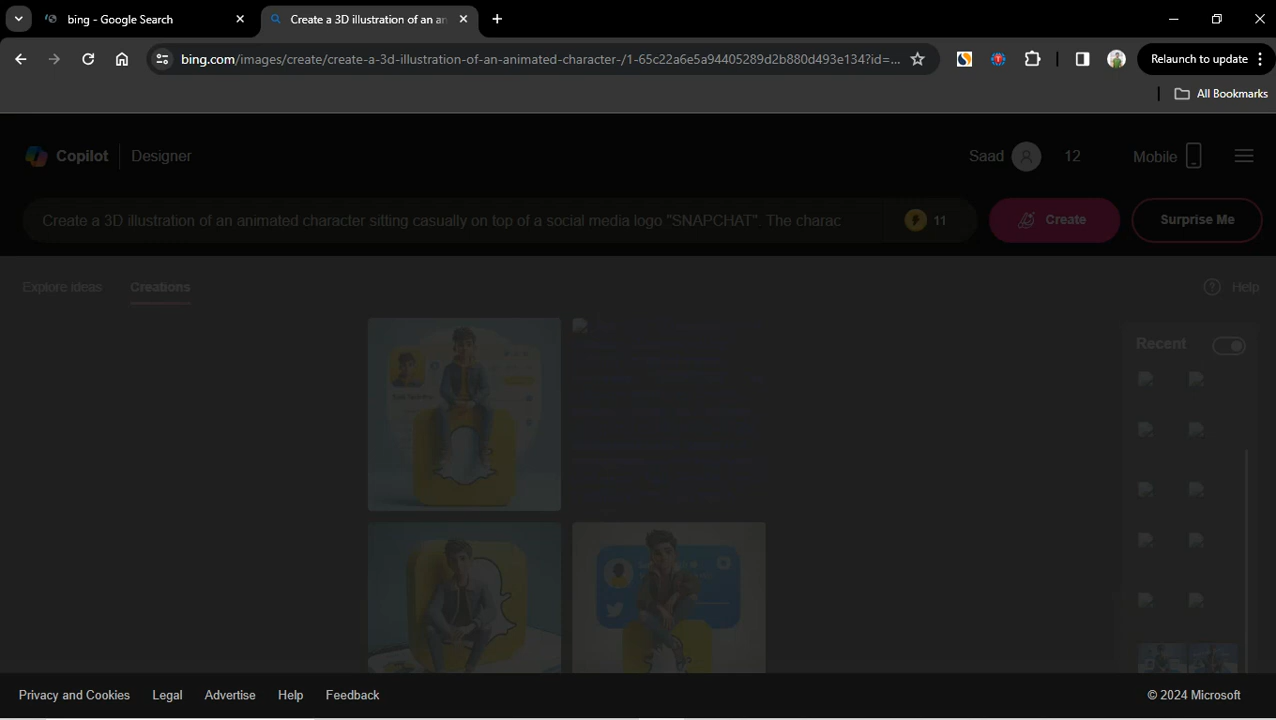 bing - Google Search
Create a 3D illustration of an an
bing.com/images/create/create-a-3d-illustration-of-an-animated-character-/1-65c22a6e5a94405289d2b880d493e134?id=...
Relaunch to update
All Bookmarks
Copilot
Designer
Saad
12
Mobile
Create a 3D illustration of an animated character sitting casually on top of a social media logo "SNAPCHAT". The charac
11
Create
Surprise Me
Explore ideas
Creations
Help
Recent
Privacy and Cookies
Legal
Advertise
Help
Feedback
© 2024 Microsoft